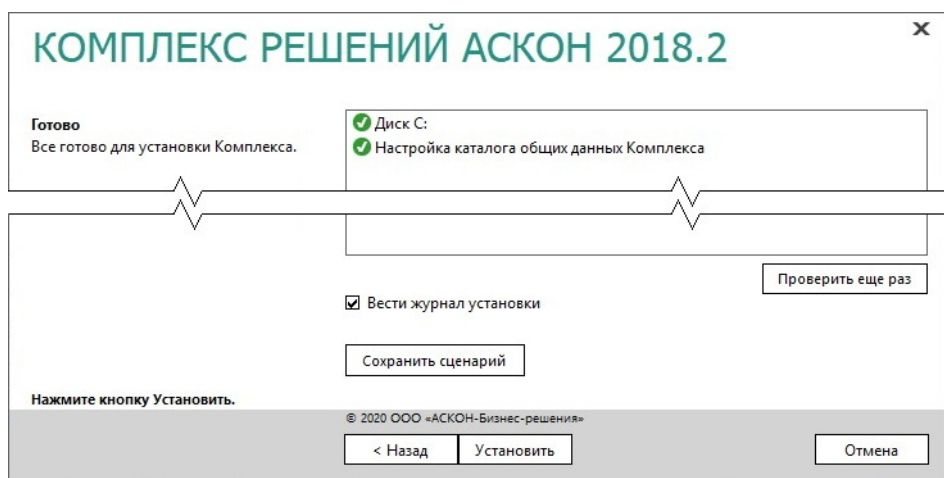 КОМПЛЕКС РЕШЕНИЙ АСКОН 2018.2
Готово
Все готово для установки Комплекса.
Диск C:
Настройка каталога общих данных Комплекса
Проверить еще раз
Вести журнал установки
Сохранить сценарий
Нажмите кнопку Установить.
© 2020 ООО «АСКОН-Бизнес-решения»
< Назад
Установить
Отмена